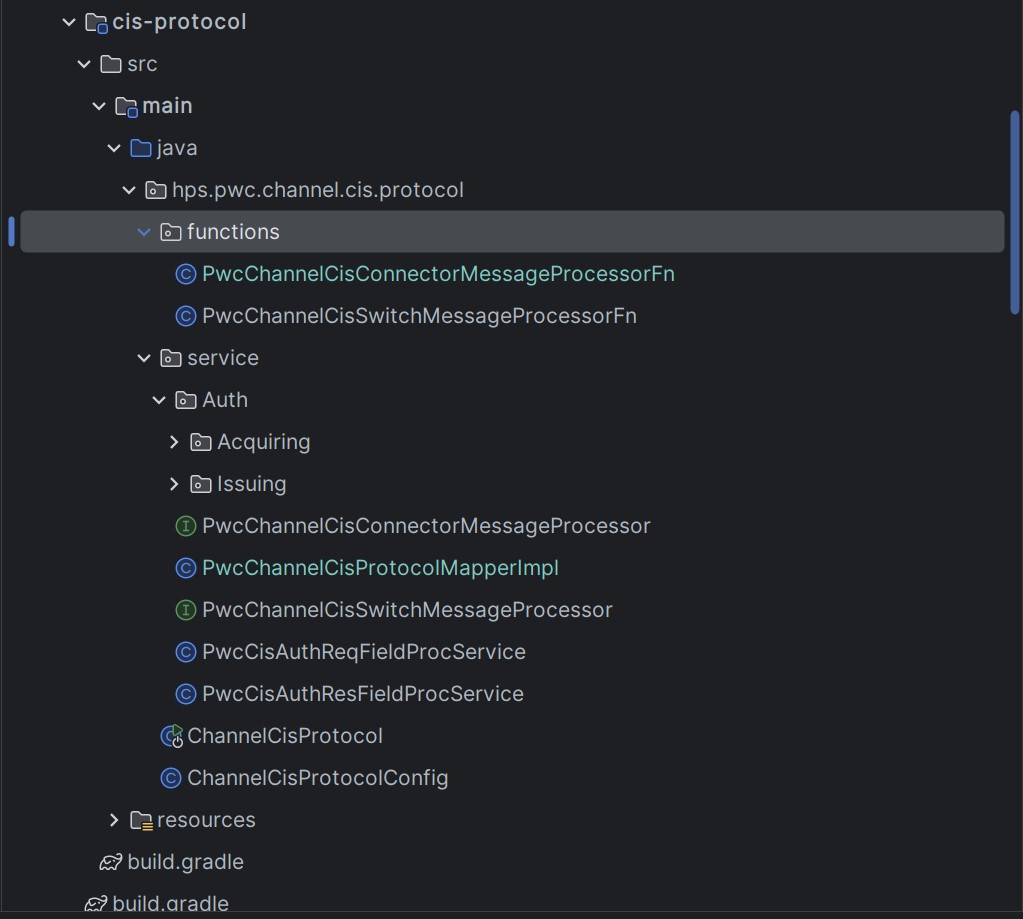 cis-protocol
src
main
java
hps.pwc.channel.cis.protocol
functions
PwcChannelCisConnectorMessageProcessorFn
PwcChannelCisSwitchMessageProcessorFn
service
Auth
Acquiring
Issuing
PwcChannelCisConnectorMessageProcessor
PwcChannelCisProtocolMapperImpl
PwcChannelCisSwitchMessageProcessor
PwcCisAuthReqFieldProcService
PwcCisAuthResFieldProcService
ChannelCisProtocol
ChannelCisProtocolConfig
resources
build.gradle
build.gradle